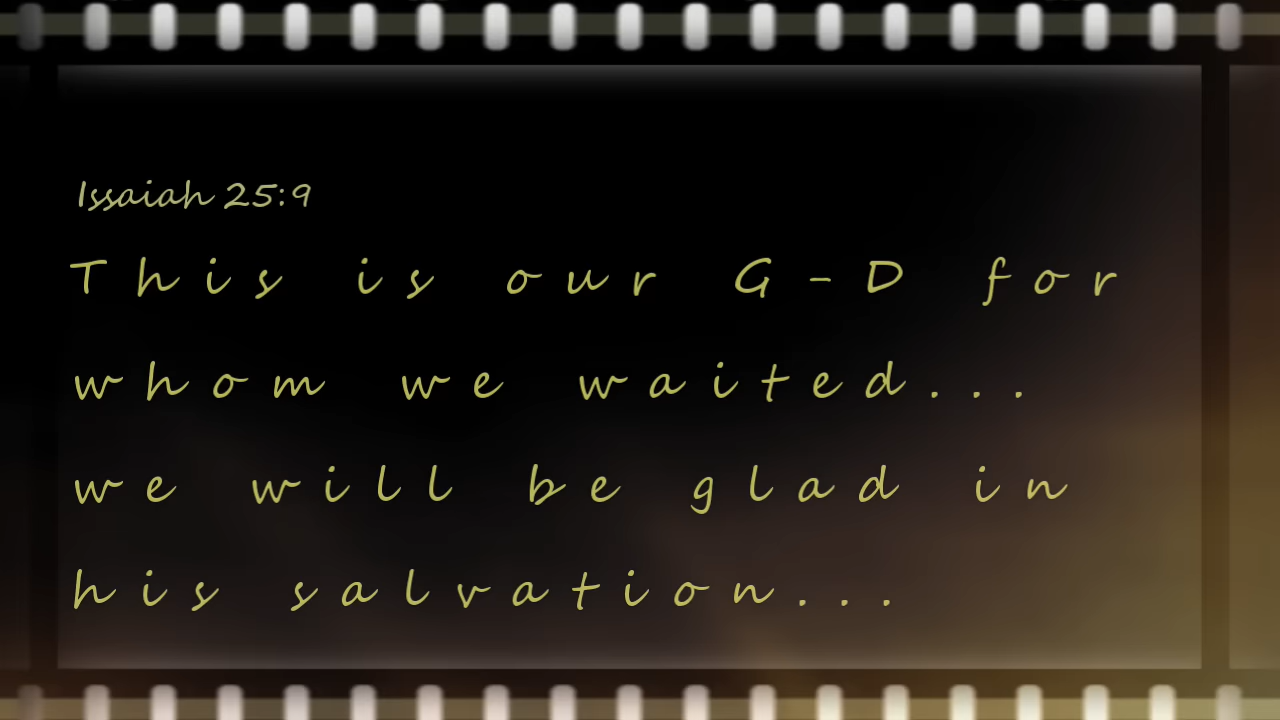 Issaiah 25:9
This is our G-D for
whom we waited...
we will be glad in
his salvation...